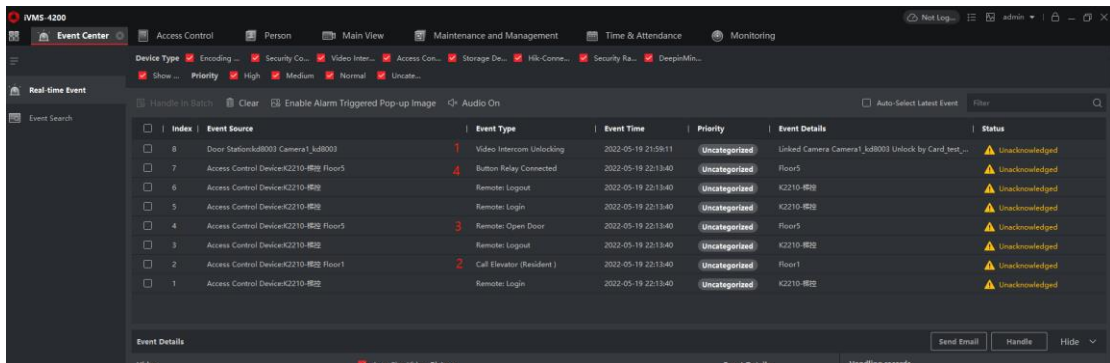 iVMS-4200
Not Log... admin
Event Center Access Control Person Main View Maintenance and Management Time & Attendance Monitoring
Device Type Encoding ... Security Co... Video Inter... Access Con... Storage De... Hik-Conne... Security Ra... DeepinMin...
Show ... Priority High Medium Normal Uncate...
Real-time Event
Event Search
Handle in Batch Clear Enable Alarm Triggered Pop-up Image Audio On Auto-Select Latest Event Filter
Index Event Source Event Type Event Time Priority Event Details Status
8 Door Station:kd8003 Camera1_kd8003 1 Video Intercom Unlocking 2022-05-19 21:59:11 Uncategorized Linked Camera Camera1_kd8003 Unlock by Card_test_... Unacknowledged
7 Access Control Device:K2210-梯控 Floor5 4 Button Relay Connected 2022-05-19 22:13:40 Uncategorized Floor5 Unacknowledged
6 Access Control Device:K2210-梯控 Remote: Logout 2022-05-19 22:13:40 Uncategorized K2210-梯控 Unacknowledged
5 Access Control Device:K2210-梯控 Remote: Login 2022-05-19 22:13:40 Uncategorized K2210-梯控 Unacknowledged
4 Access Control Device:K2210-梯控 Floor5 3 Remote: Open Door 2022-05-19 22:13:40 Uncategorized Floor5 Unacknowledged
3 Access Control Device:K2210-梯控 Remote: Logout 2022-05-19 22:13:40 Uncategorized K2210-梯控 Unacknowledged
2 Access Control Device:K2210-梯控 Floor1 2 Call Elevator (Resident ) 2022-05-19 22:13:40 Uncategorized Floor1 Unacknowledged
1 Access Control Device:K2210-梯控 Remote: Login 2022-05-19 22:13:40 Uncategorized K2210-梯控 Unacknowledged
Event Details Send Email Handle Hide